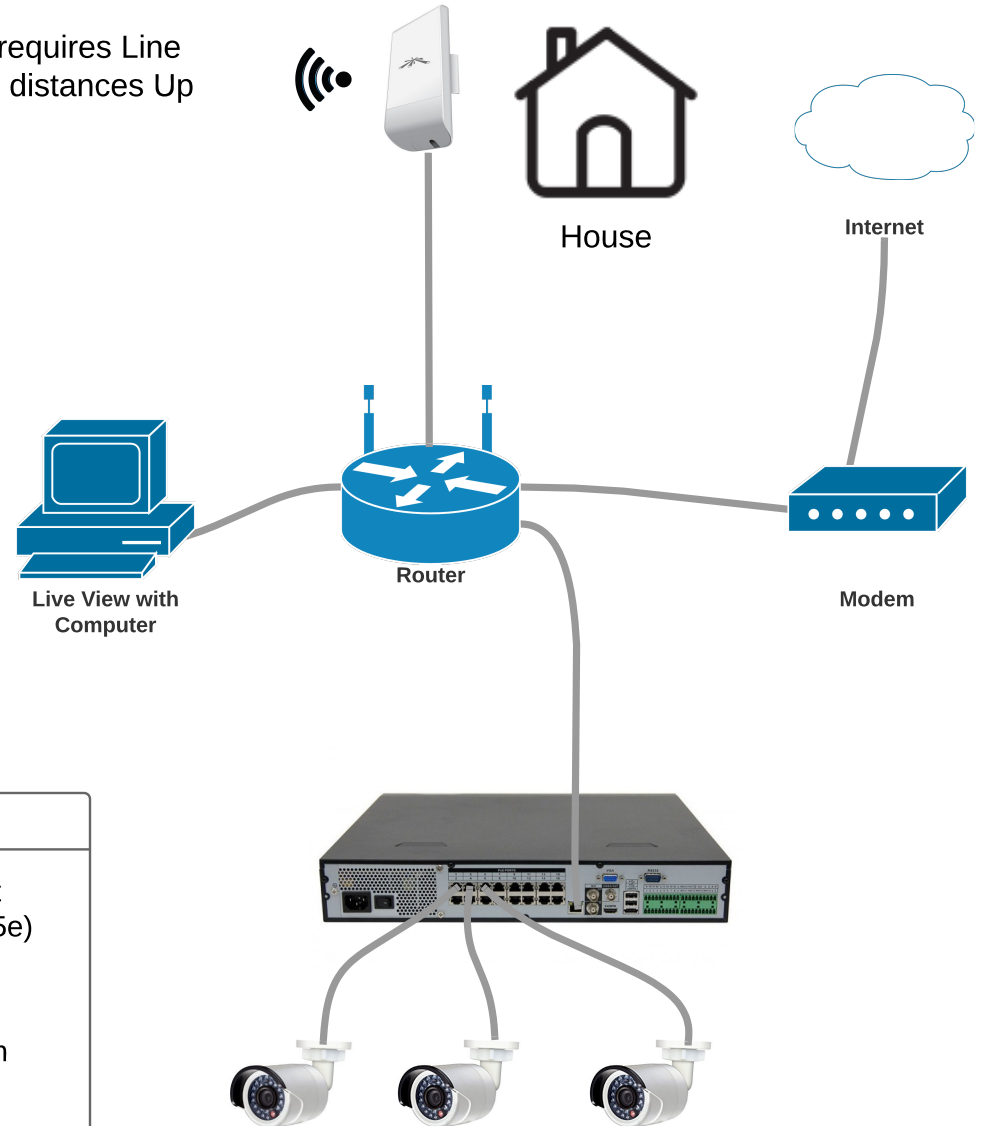 requires Line
distances Up
House
Internet
Router
Live View with
Computer
Modem
5e)